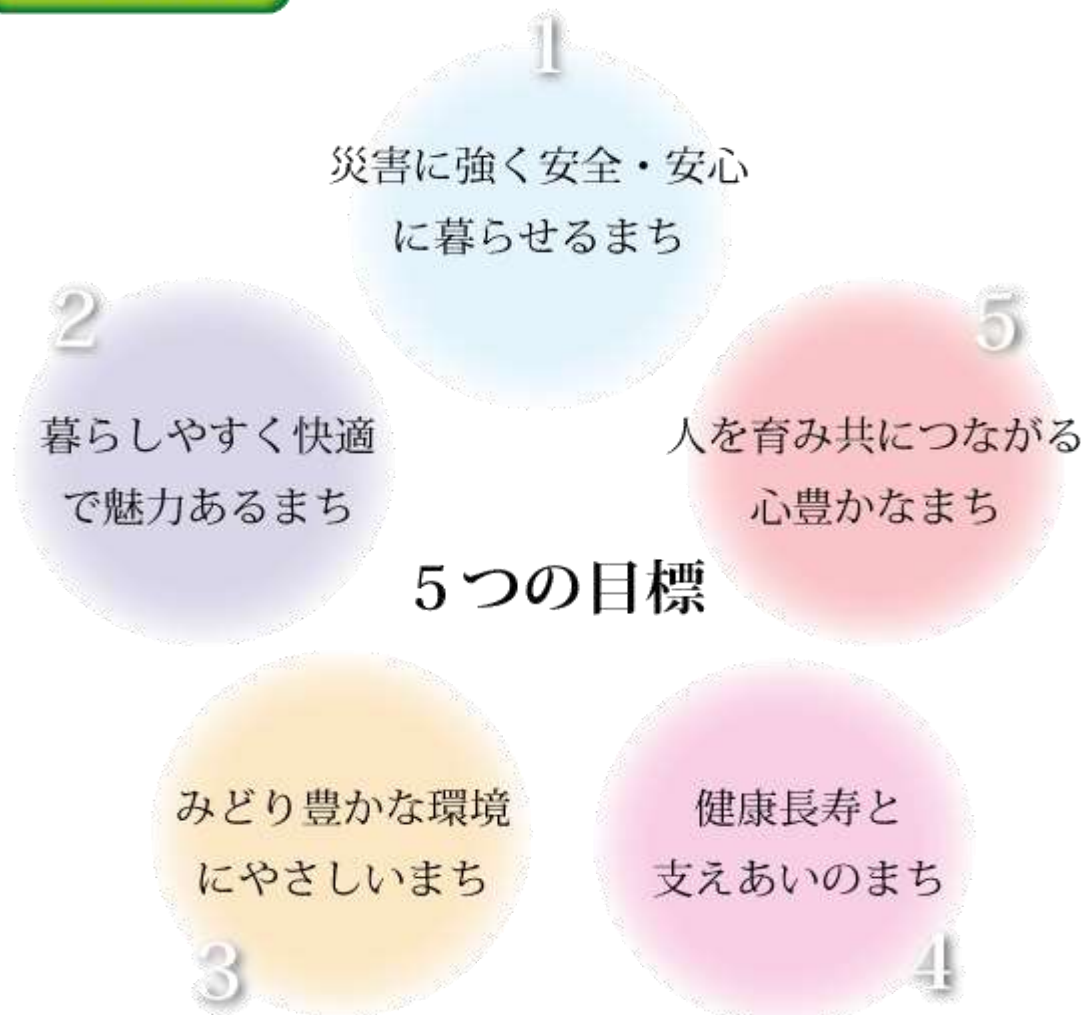 1
災害に強く安全・安心
に暮らせるまち
2
暮らしやすく快適
で魅力あるまち
5
人を育み共につながる
心豊かなまち
5つの目標
みどり豊かな環境
にやさしいまち
3
健康長寿と
支えあいのまち
4